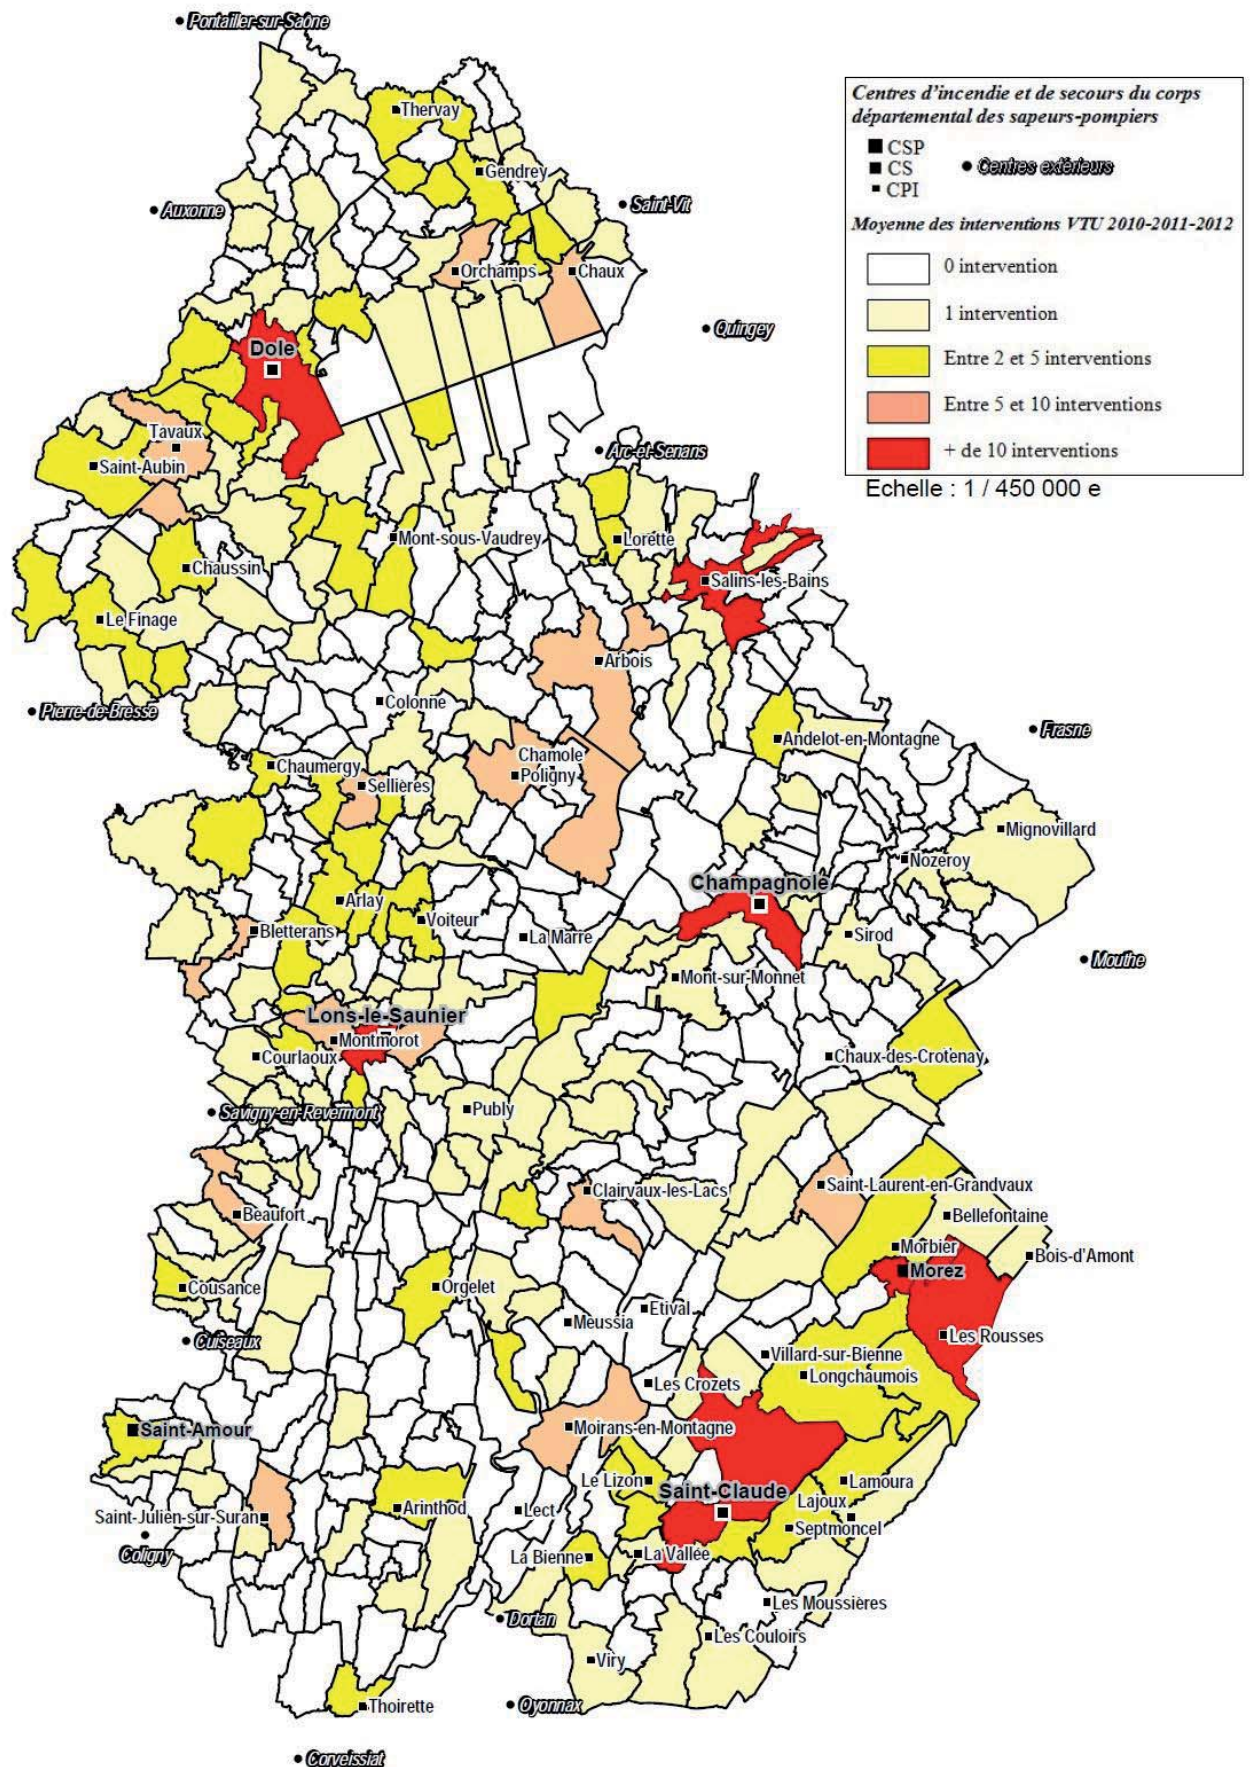 Pontailler-sur-Saône
Thervay
Gendrey
Auxonne
Saint-Vit
Orchamps
Chaux
Quingey
Dole
Tavaux
Saint-Aubin
Arc-et-Senans
Mont-sous-Vaudrey
Lorette
Chaussin
Salins-les-Bains
Le Finage
Arbois
Pierre-de-Bresse
Colonne
Andelot-en-Montagne
Frasne
Chamole
Poligny
Chaumergy
Sellières
Mignovillard
Nozeroy
Champagnole
Arlay
Voiteur
Bletterans
La Marre
Sirod
Mouthe
Mont-sur-Monnet
Lons-le-Saunier
Montmorot
Courlaoux
Chaux-des-Crotenay
Savigny-en-Revermont
Publy
Clairvaux-les-Lacs
Saint-Laurent-en-Grandvaux
Beaufort
Bellefontaine
Morbier
Bois-d'Amont
Morez
Cousance
Orgelet
Etival
Meussia
Les Rousses
Cuiseaux
Villard-sur-Bienne
Longchaumois
Les Crozets
Saint-Amour
Moirans-en-Montagne
Le Lizon
Lamoura
Saint-Claude
Lajoux
Arinthod
Lect
Saint-Julien-sur-Suran
Septmoncel
Coligny
La Bienne
La Vallée
Les Moussières
Dortan
Les Couloirs
Viry
Thoirette
Oyonnax
Corveissiat
Centres d'incendie et de secours du corps
départemental des sapeurs-pompiers
CSP
CS
CPI
Centres extérieurs
Moyenne des interventions VTU 2010-2011-2012
0 intervention
1 intervention
Entre 2 et 5 interventions
Entre 5 et 10 interventions
+ de 10 interventions
Echelle : 1 / 450 000 e